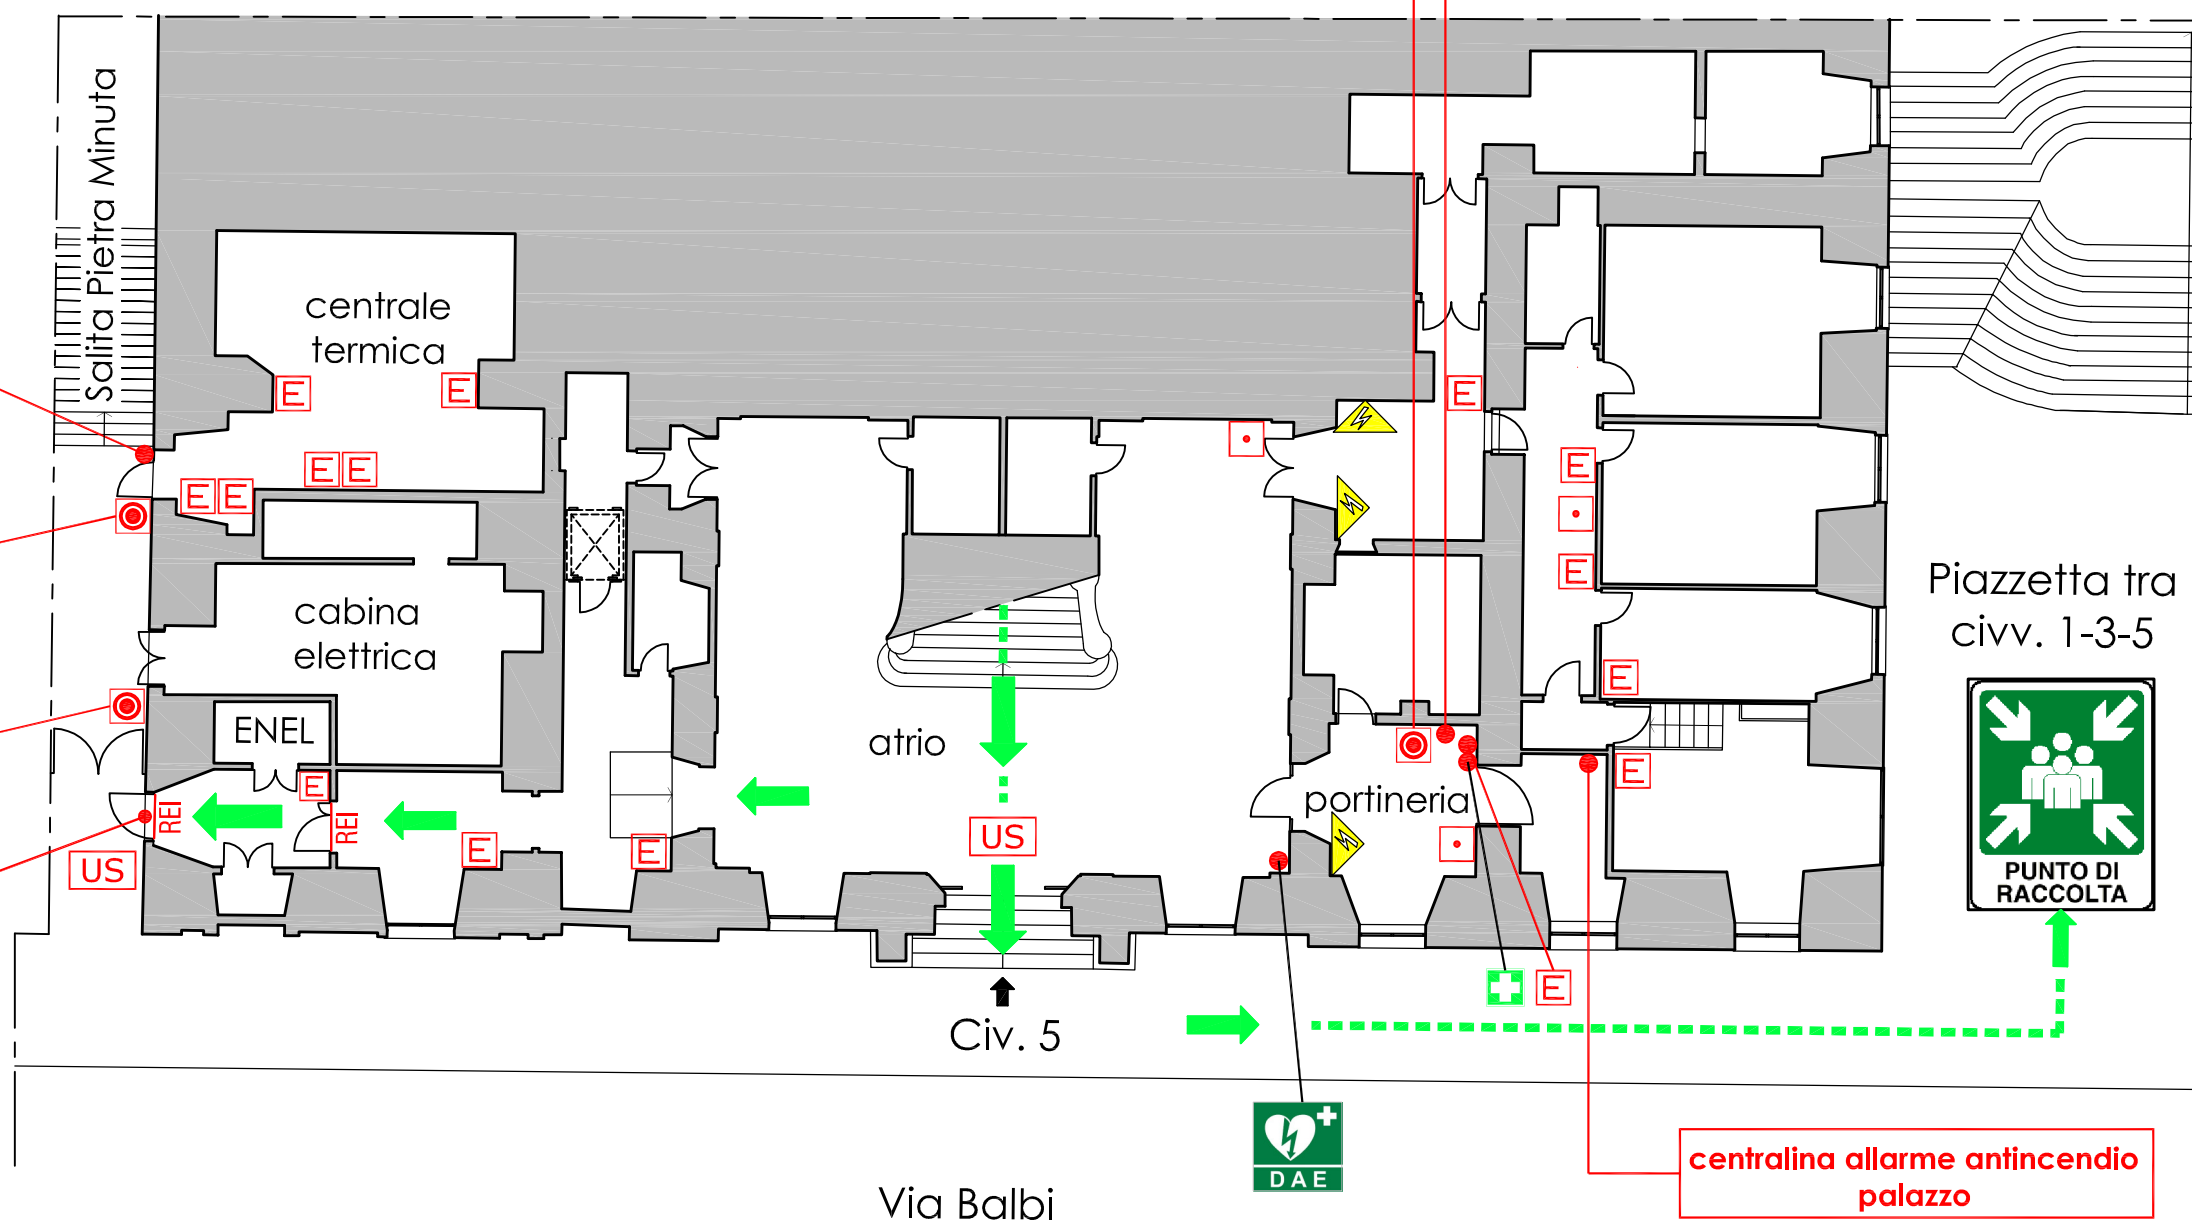 Salita Pietra Minuta
centrale
termica
E
E
E
E
E
E
E
E
E
E
cabina
elettrica
Piazzetta tra
civv. 1-3-5
E
ENEL
atrio
E
E
REI
REI
portineria
US
E
E
US
PUNTO DI
RACCOLTA
E
Civ. 5
DAE
centralina allarme antincendio
palazzo
Via Balbi